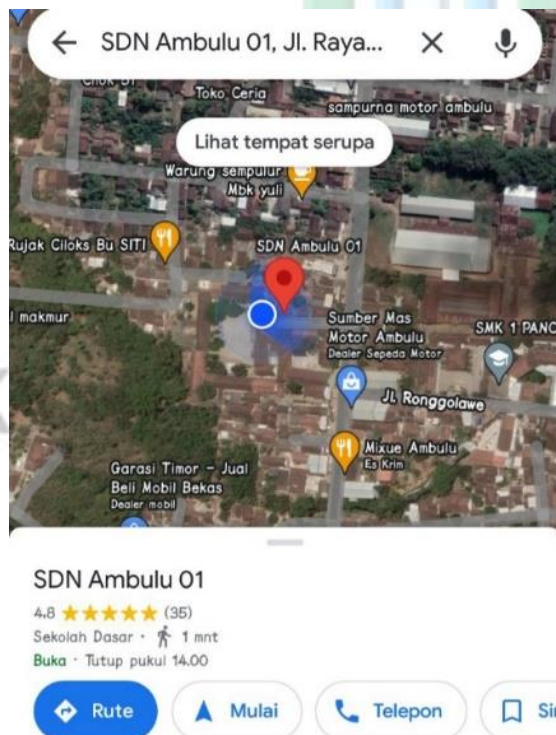 SDN Ambulu 01, Jl. Raya...
Toko Ceria
sampurna motor ambulu
Lihat tempat serupa
Warung sempulur
Mbk yuli
Rujak Ciloks Bu SITI
SDN Ambulu 01
l makmur
Sumber Mas
Motor Ambulu
Dealer Sepeda Motor
SMK 1 PANC
Jl. Ronggolawe
Mixue Ambulu
Es Krim
Garasi Timor - Jual
Beli Mobil Bekas
Dealer mobil
SDN Ambulu 01
4,8 (35)
Sekolah Dasar · 1 mnt
Buka · Tutup pukul 14.00
Rute
Mulai
Telepon
Sir